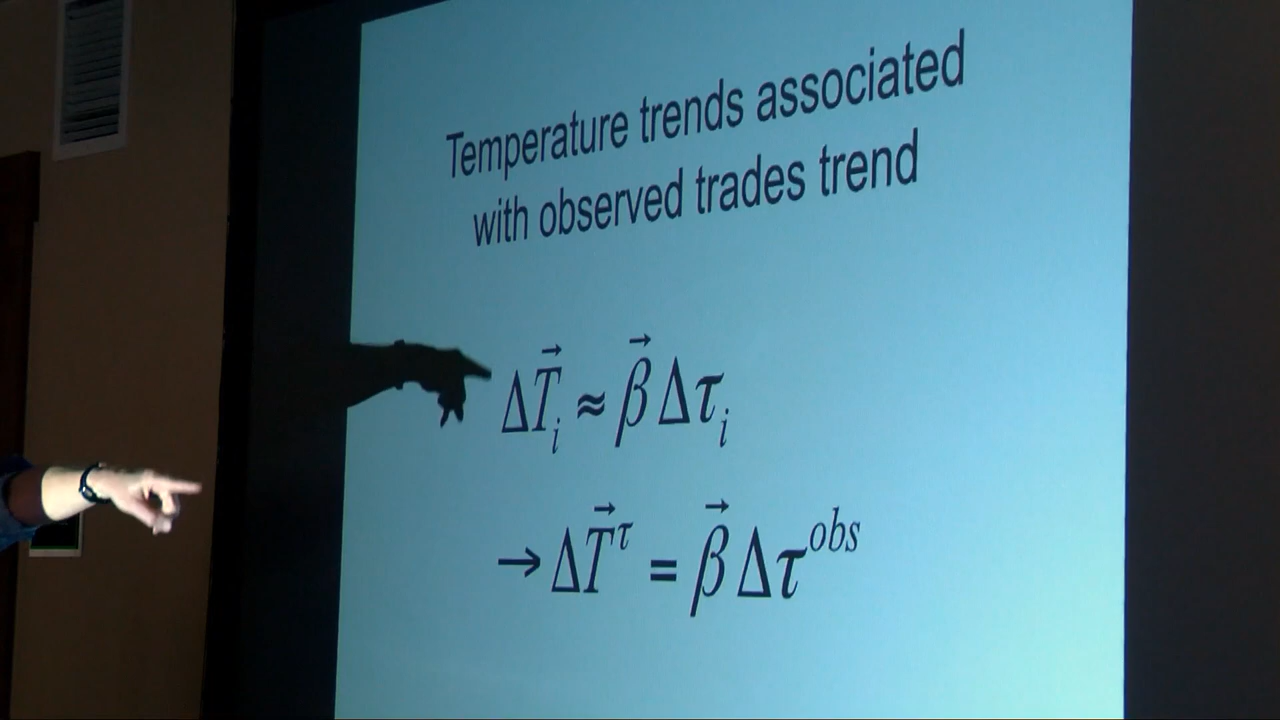 Temperature trends associated
with observed trades trend
ΔT⃗ᵢ ≈ β⃗ Δτᵢ
→ ΔT⃗^τ = β⃗ Δτ^obs